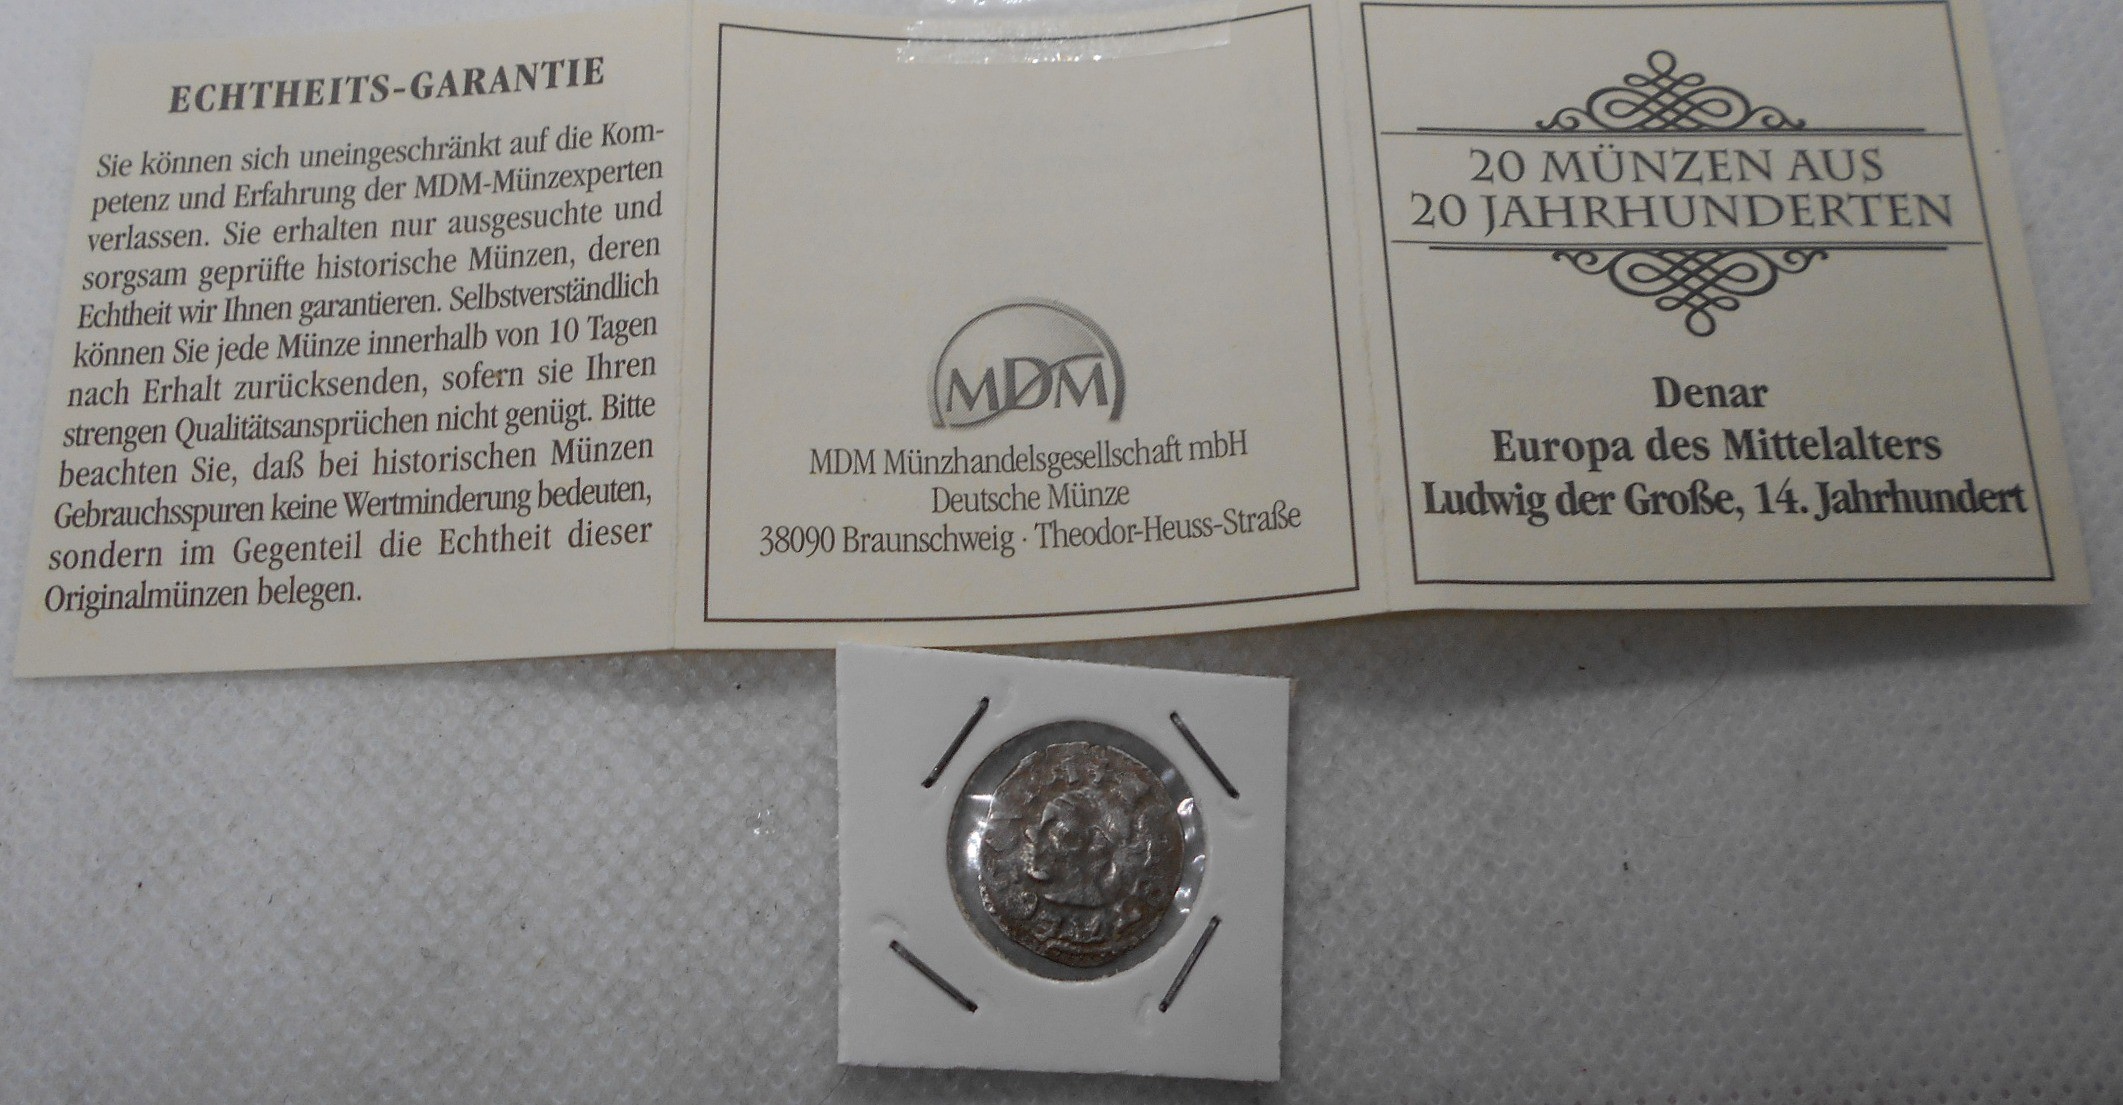 ECHTHEITS-GARANTIE
Sie können sich uneingeschränkt auf die Kom-
petenz und Erfahrung der MDM-Münzexperten
verlassen. Sie erhalten nur ausgesuchte und
sorgsam geprüfte historische Münzen, deren
Echtheit wir Ihnen garantieren. Selbstverständlich
können Sie jede Münze innerhalb von 10 Tagen
nach Erhalt zurücksenden, sofern sie Ihren
strengen Qualitätsansprüchen nicht genügt. Bitte
beachten Sie, daß bei historischen Münzen
Gebrauchsspuren keine Wertminderung bedeuten,
sondern im Gegenteil die Echtheit dieser
Originalmünzen belegen.
MDM
MDM Münzhandelsgesellschaft mbH
Deutsche Münze
38090 Braunschweig · Theodor-Heuss-Straße
20 MÜNZEN AUS
20 JAHRHUNDERTEN
Denar
Europa des Mittelalters
Ludwig der Große, 14. Jahrhundert